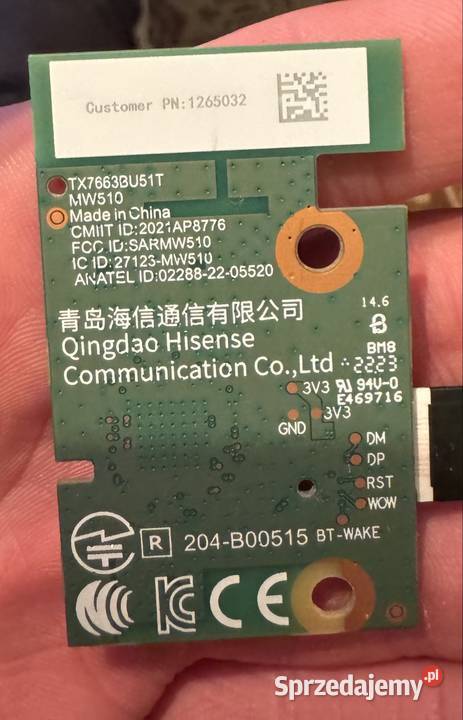 Customer PN:1265032
TX7663BU51T
MW510
Made in China
CMIIT ID:2021AP8776
FCC ID:SARMW510
IC ID:27123-MW510
ANATEL ID:02288-22-05520
青岛海信通信有限公司
Qingdao Hisense
Communication Co.,Ltd
14.6
B
BM8
2223
94V-0
E469716
3V3
3V3
GND
DM
DP
RST
WOW
BT-WAKE
R 204-B00515
CE
Sprzedajemy.pl